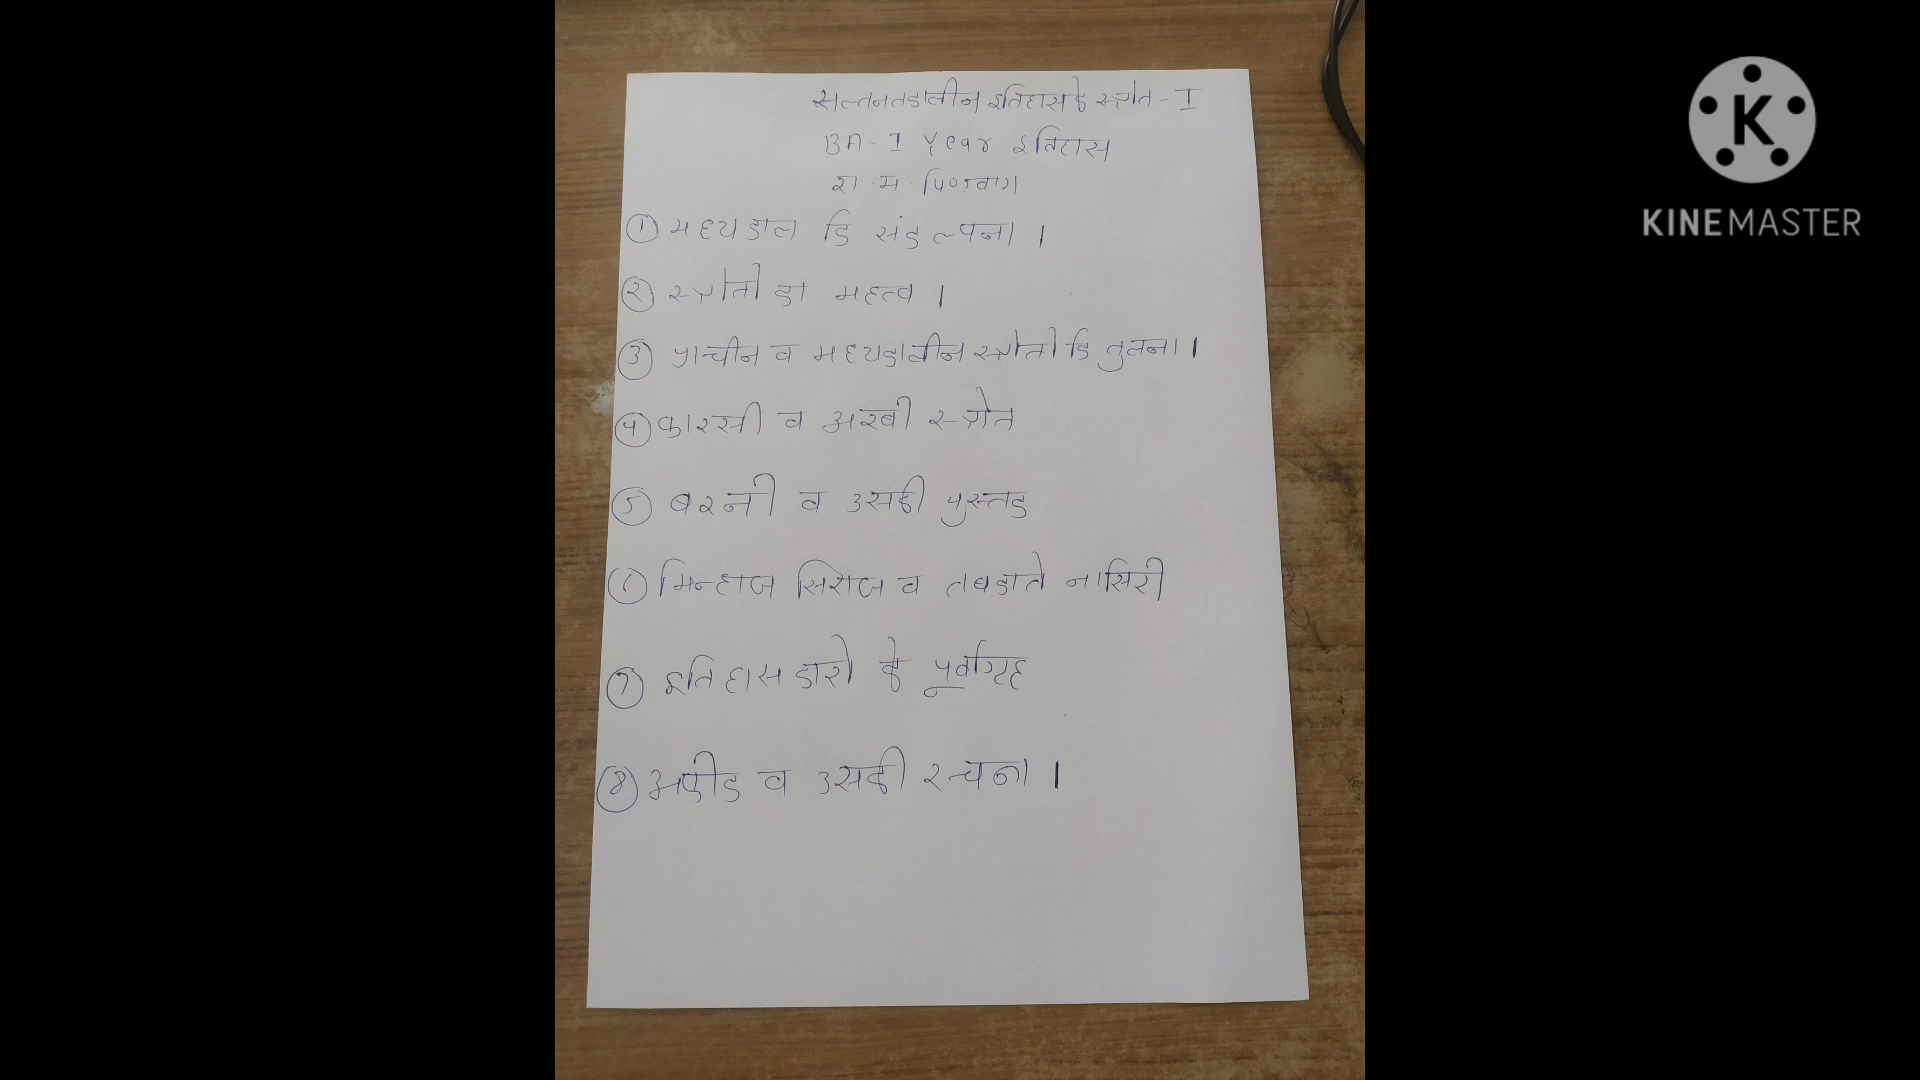 सल्तनतकालीन इतिहास के स्त्रोत - I
BA - I Year इतिहास
रा. म. पिण्डवाग
① मध्यकाल कि संकल्पना।
② स्त्रोतो का महत्व।
③ प्राचीन व मध्यकालीन स्त्रोतो कि तुलना।
④ फारसी व अरबी स्त्रोत
⑤ बरनी व उसकी पुस्तक
⑥ मिन्हाज सिराज व तबकाते नासिरी
⑦ इतिहासकारो के पूर्वाग्रह
⑧ अफीफ व उसकी रचना।
K
KINEMASTER